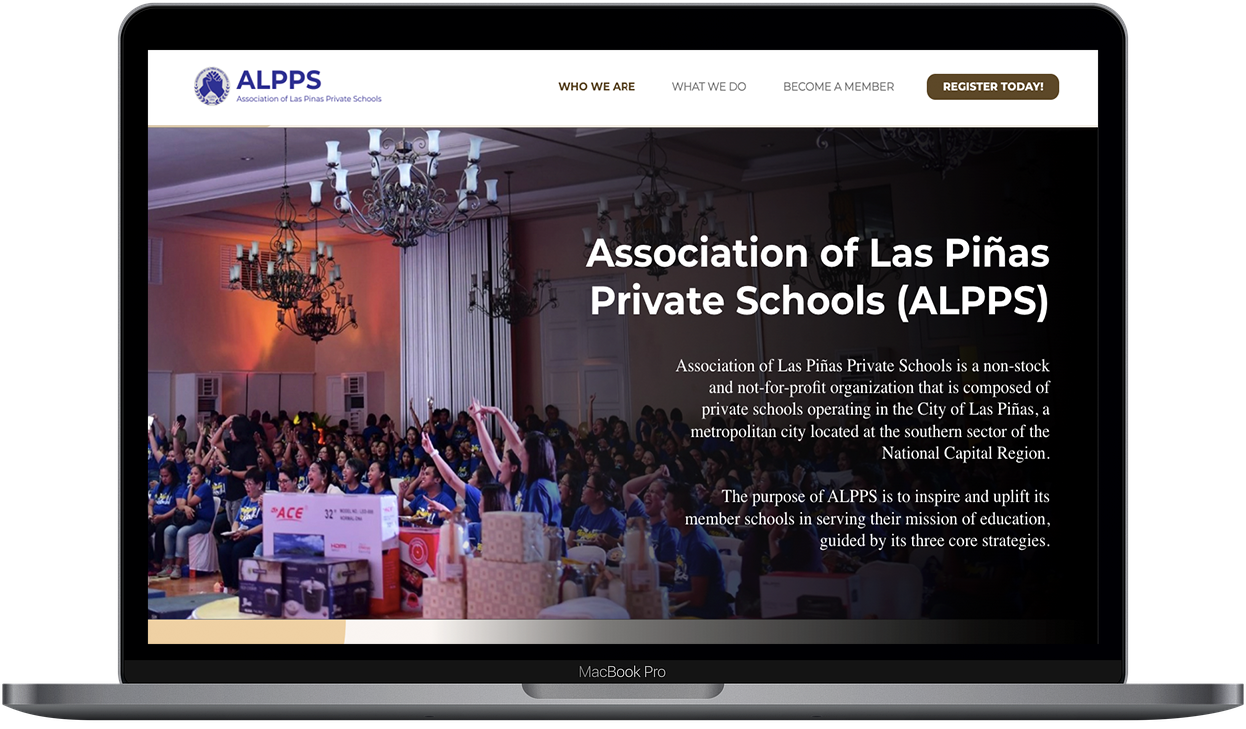 ALPPS
Association of Las Pinas Private Schools
WHO WE ARE
WHAT WE DO
BECOME A MEMBER
REGISTER TODAY!
Association of Las Piñas
Private Schools (ALPPS)
Association of Las Piñas Private Schools is a non-stock
and not-for-profit organization that is composed of
private schools operating in the City of Las Piñas, a
metropolitan city located at the southern sector of the
National Capital Region.
The purpose of ALPPS is to inspire and uplift its
member schools in serving their mission of education,
guided by its three core strategies.
ACE
32"
HDMI
MacBook Pro